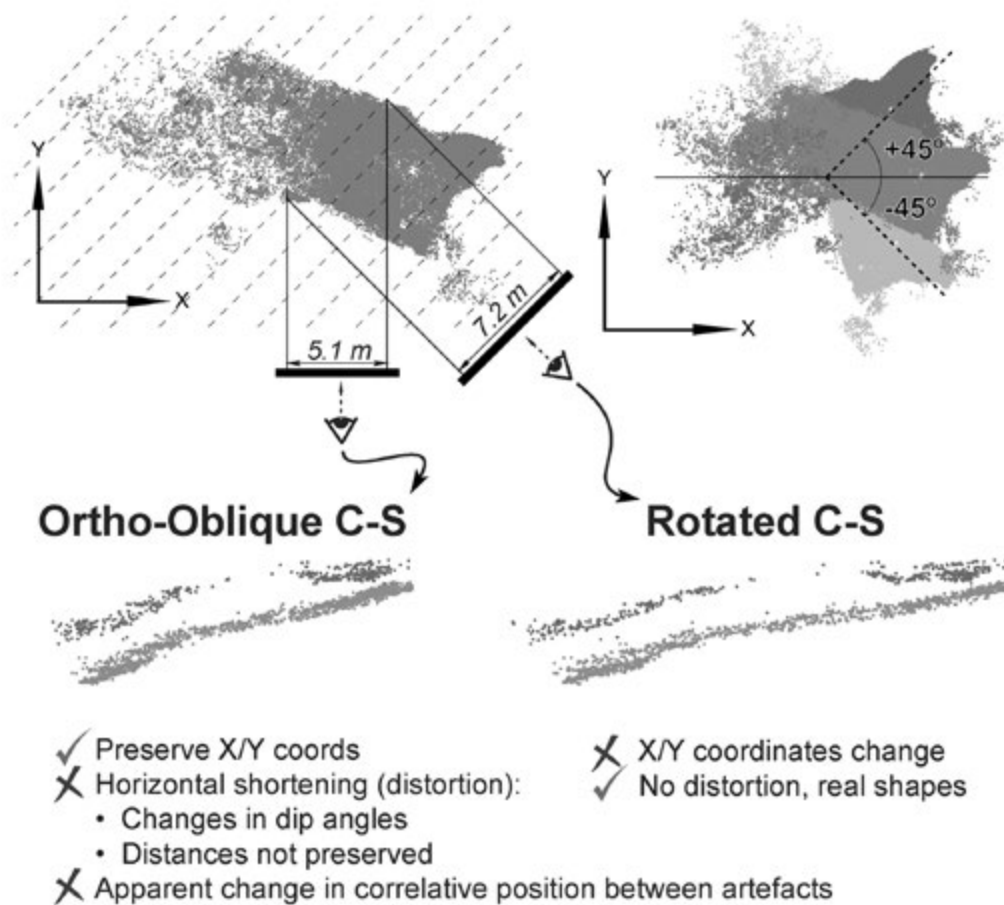 Y
X
5.1 m
7.2 m
+45°
-45°
Y
X
Ortho-Oblique C-S
Rotated C-S
Preserve X/Y coords
Horizontal shortening (distortion):
• Changes in dip angles
• Distances not preserved
Apparent change in correlative position between artefacts
X/Y coordinates change
No distortion, real shapes